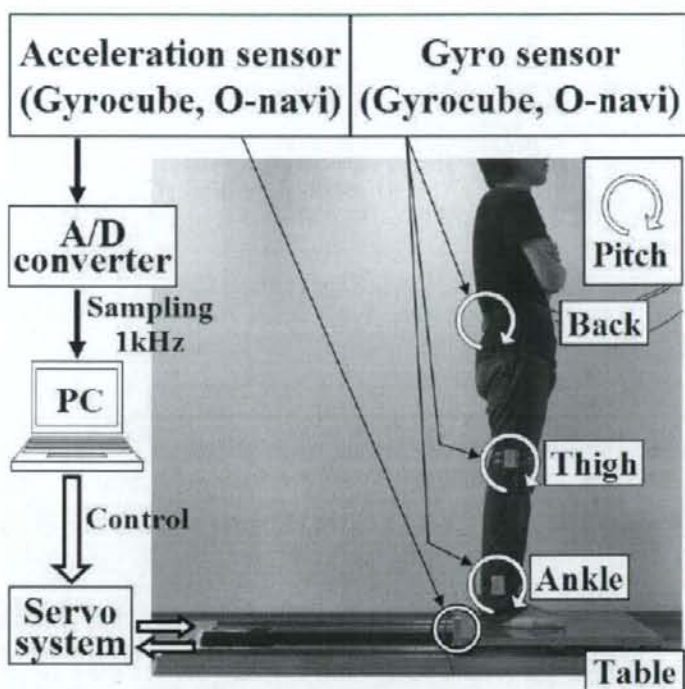 Acceleration sensor
(Gyrocube, O-navi)
Gyro sensor
(Gyrocube, O-navi)
A/D
converter
Sampling
1kHz
PC
Control
Servo
system
Pitch
Back
Thigh
Ankle
Table